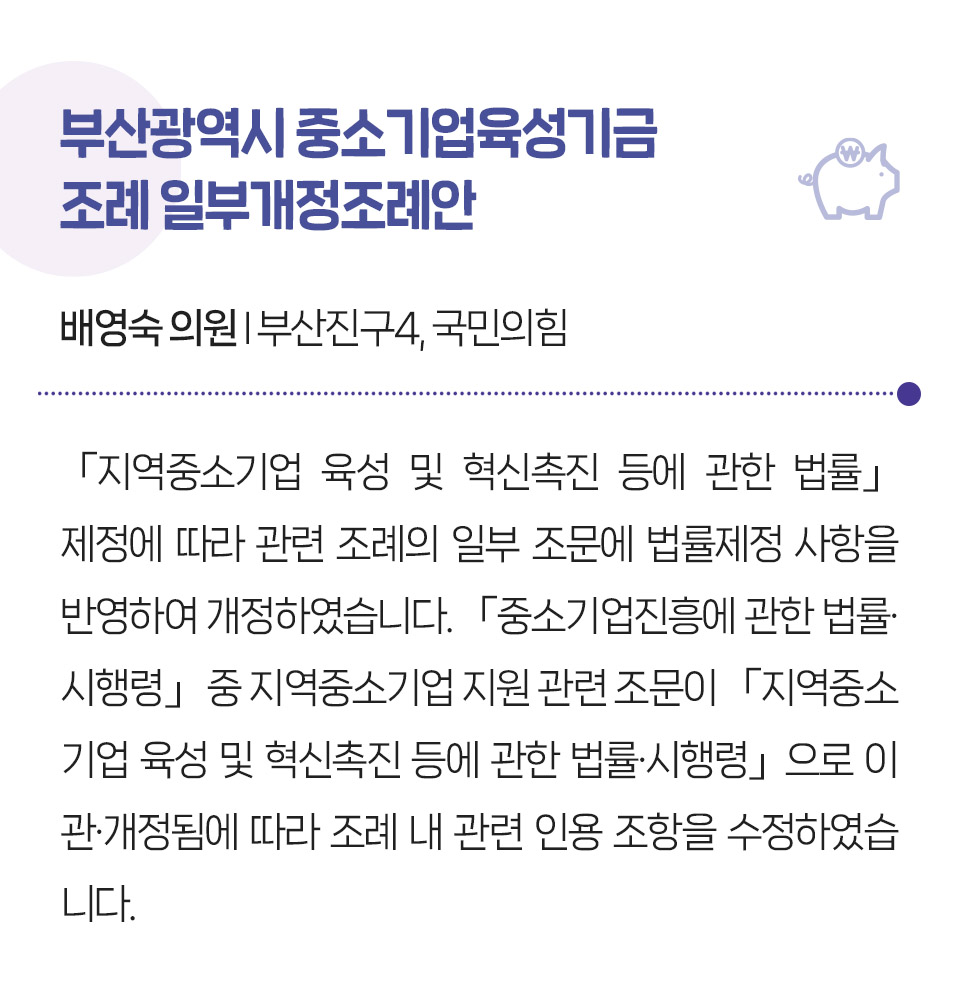 부산광역시 중소기업육성기금
조례 일부개정조례안
₩
배영숙 의원 | 부산진구4, 국민의힘
「지역중소기업 육성 및 혁신촉진 등에 관한 법률」
제정에 따라 관련 조례의 일부 조문에 법률제정 사항을
반영하여 개정하였습니다. 「중소기업진흥에 관한 법률·
시행령」 중 지역중소기업 지원 관련 조문이 「지역중소
기업 육성 및 혁신촉진 등에 관한 법률·시행령」으로 이
관·개정됨에 따라 조례 내 관련 인용 조항을 수정하였습
니다.